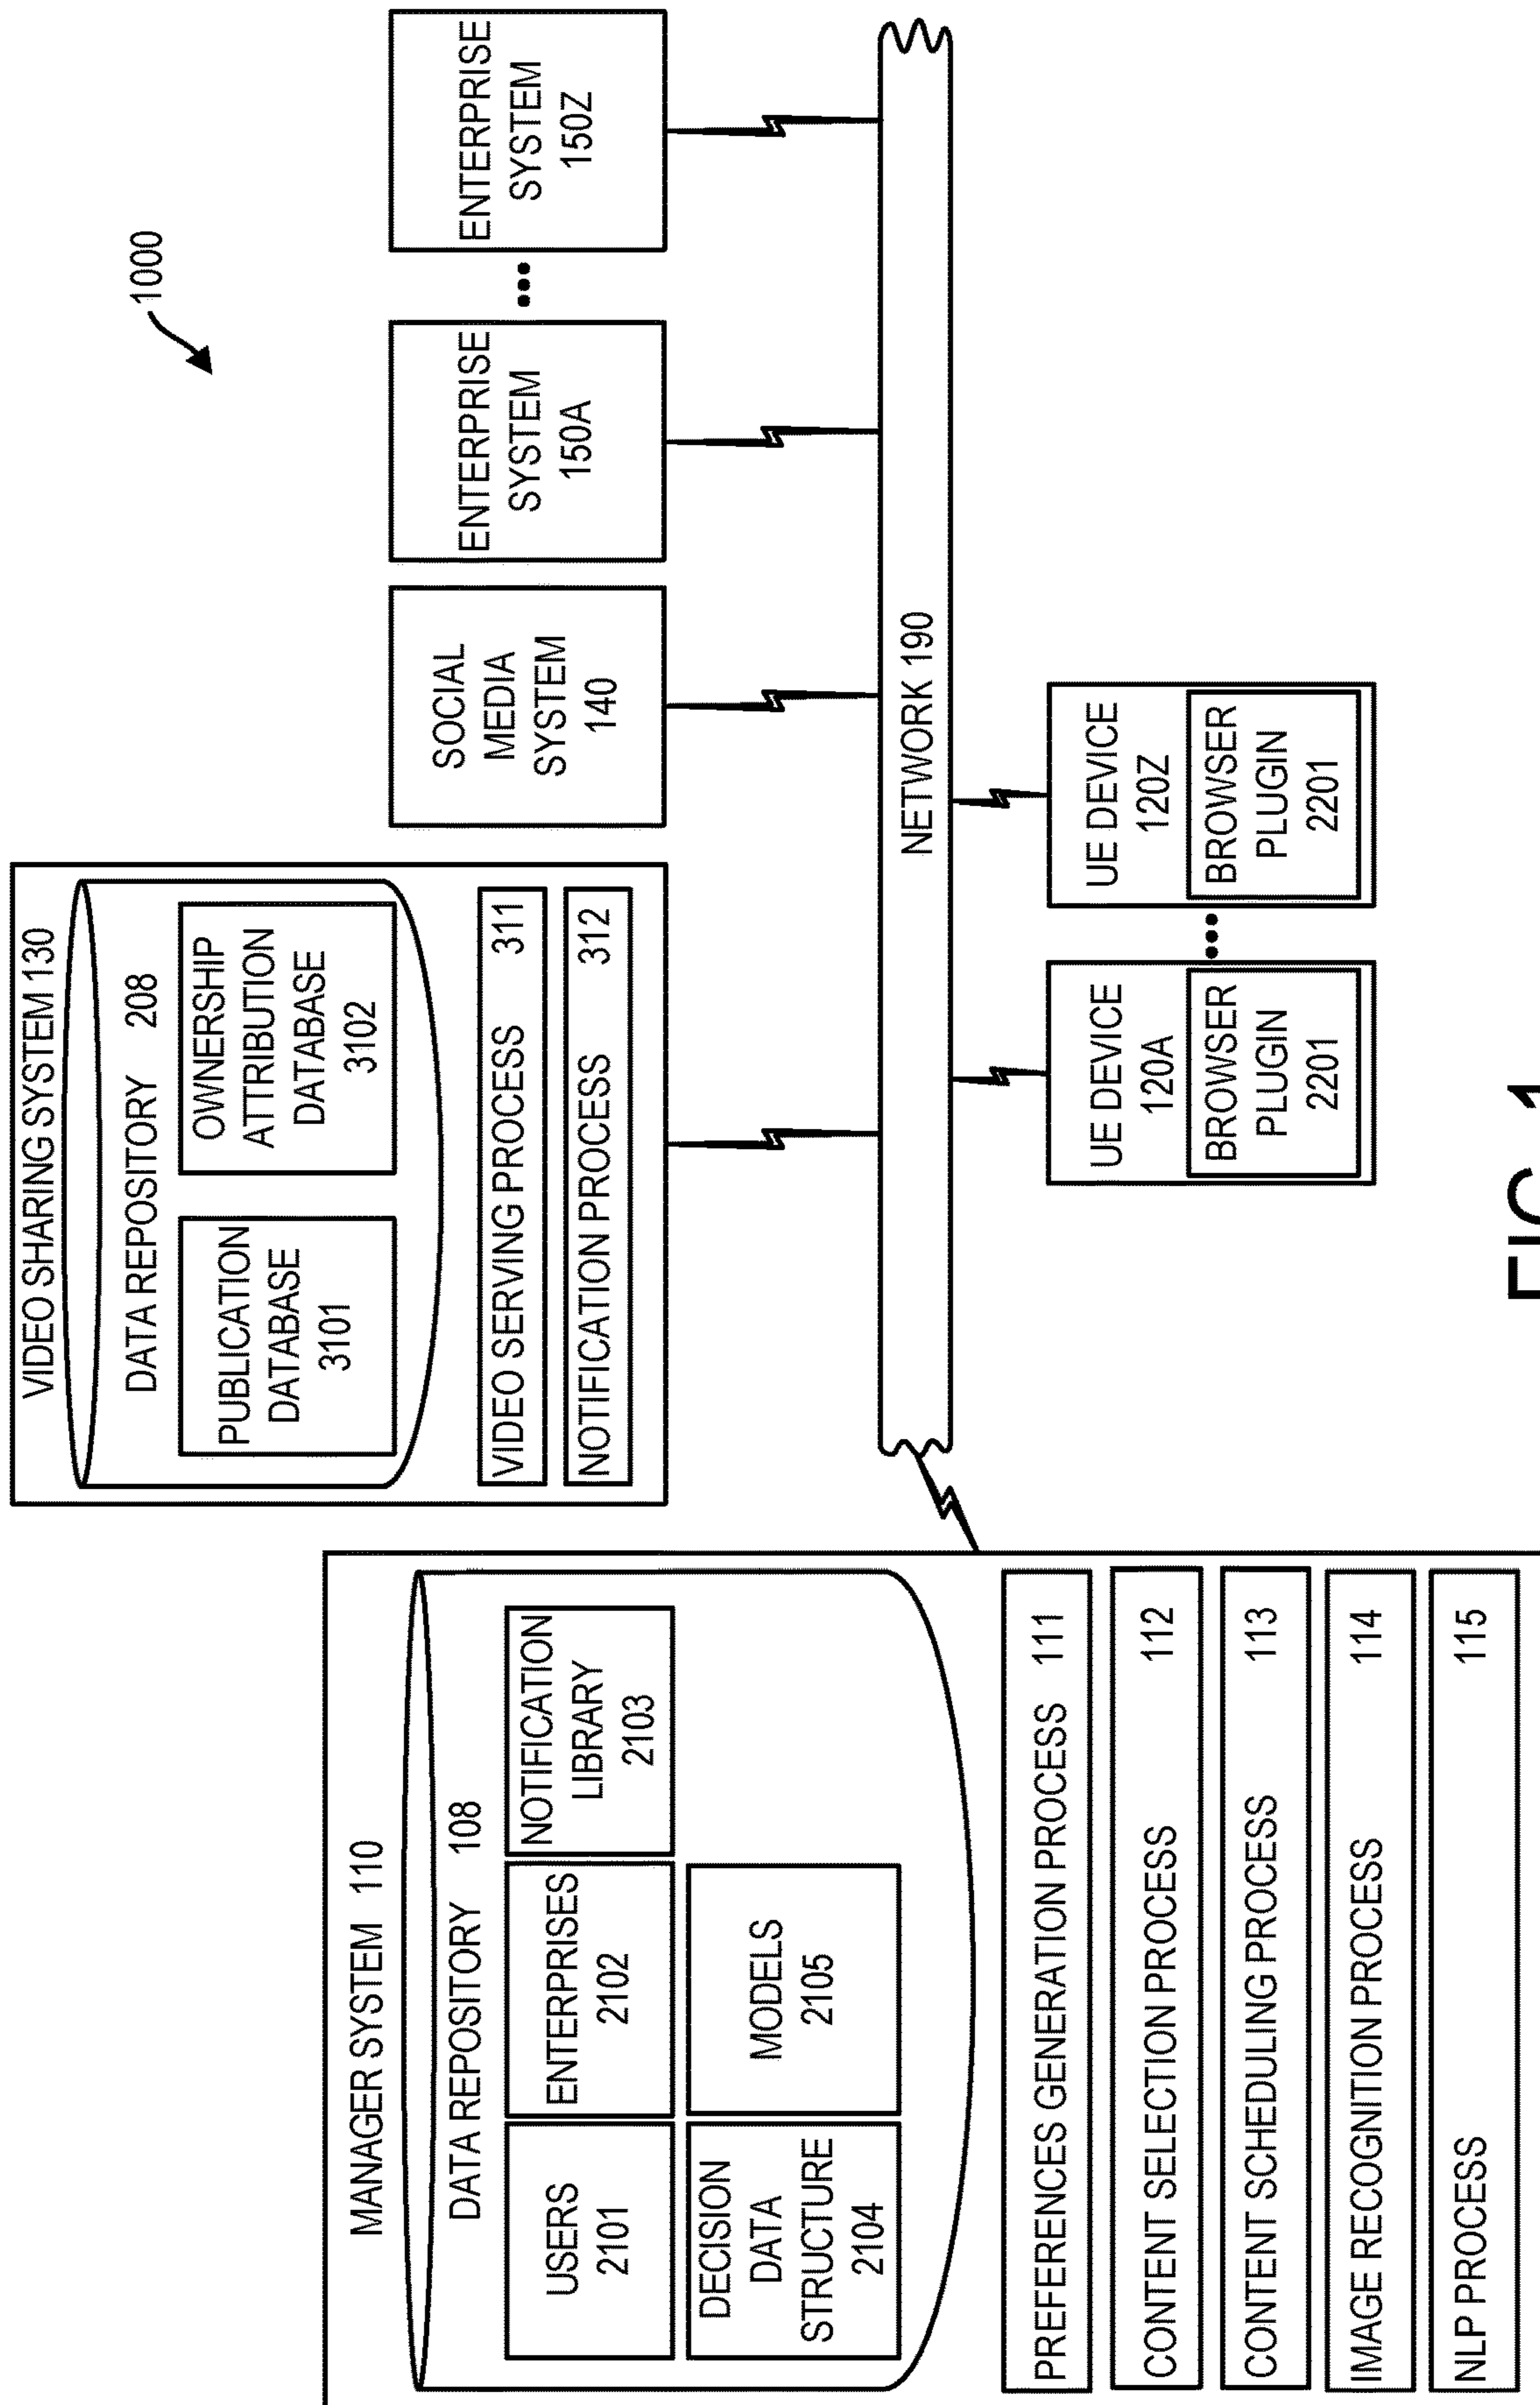 1000
MANAGER SYSTEM 110
DATA REPOSITORY 108
USERS
2101
ENTERPRISES
2102
NOTIFICATION
LIBRARY
2103
DECISION
DATA
STRUCTURE
2104
MODELS
2105
PREFERENCES GENERATION PROCESS 111
CONTENT SELECTION PROCESS 112
CONTENT SCHEDULING PROCESS 113
IMAGE RECOGNITION PROCESS 114
NLP PROCESS 115
VIDEO SHARING SYSTEM 130
DATA REPOSITORY 208
PUBLICATION
DATABASE
3101
OWNERSHIP
ATTRIBUTION
DATABASE
3102
VIDEO SERVING PROCESS 311
NOTIFICATION PROCESS 312
SOCIAL
MEDIA
SYSTEM
140
ENTERPRISE
SYSTEM
150A
•••
ENTERPRISE
SYSTEM
150Z
NETWORK 190
UE DEVICE
120A
BROWSER
PLUGIN
2201
•••
UE DEVICE
120Z
BROWSER
PLUGIN
2201
FIG. 1